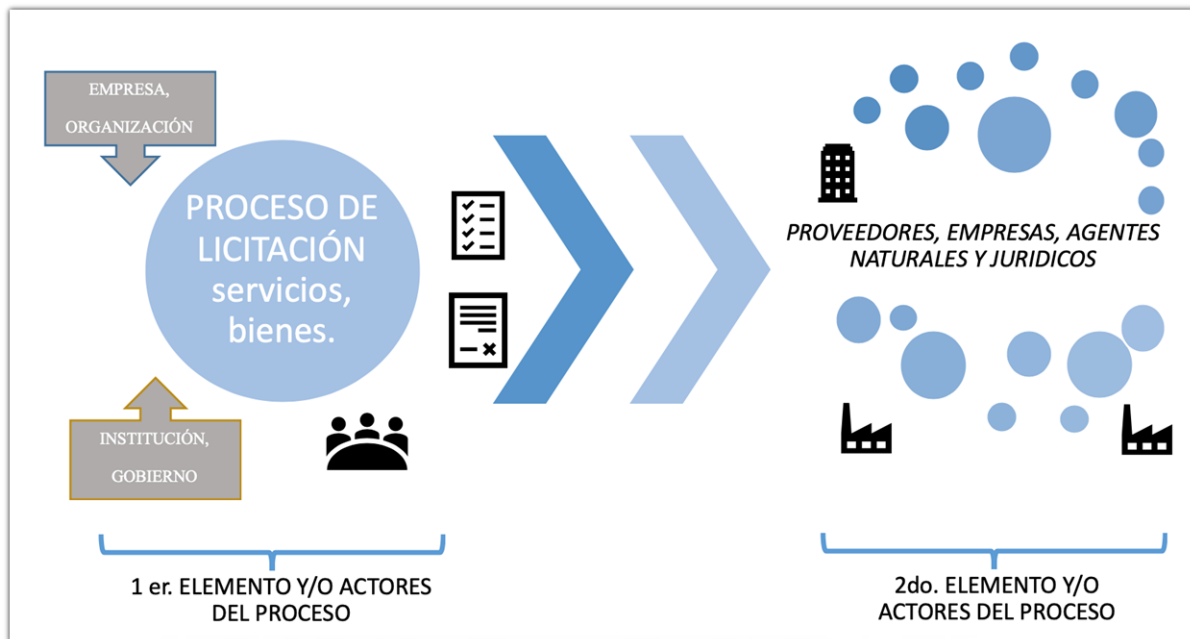 EMPRESA,
ORGANIZACIÓN
PROCESO DE
LICITACIÓN
servicios,
bienes.
INSTITUCIÓN,
GOBIERNO
1 er. ELEMENTO Y/O ACTORES
DEL PROCESO
PROVEEDORES, EMPRESAS, AGENTES
NATURALES Y JURIDICOS
2do. ELEMENTO Y/O
ACTORES DEL PROCESO